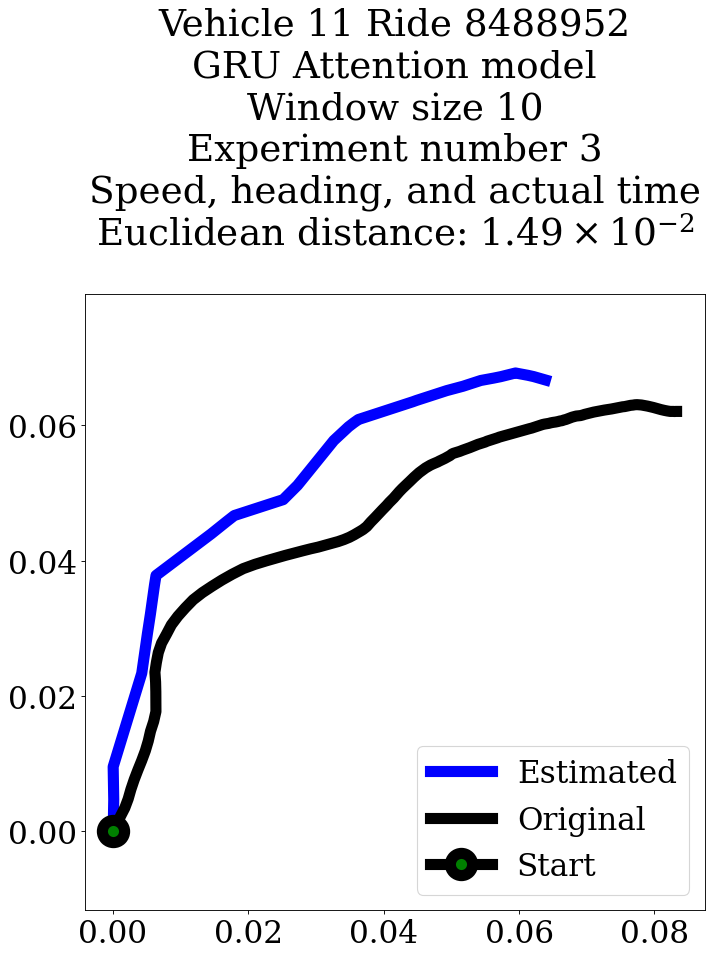 Vehicle 11 Ride 8488952
GRU Attention model
Window size 10
Experiment number 3
Speed, heading, and actual time
Euclidean distance: 1.49 × 10⁻²
0.06
0.04
0.02
0.00
Estimated
Original
Start
0.00 0.02 0.04 0.06 0.08